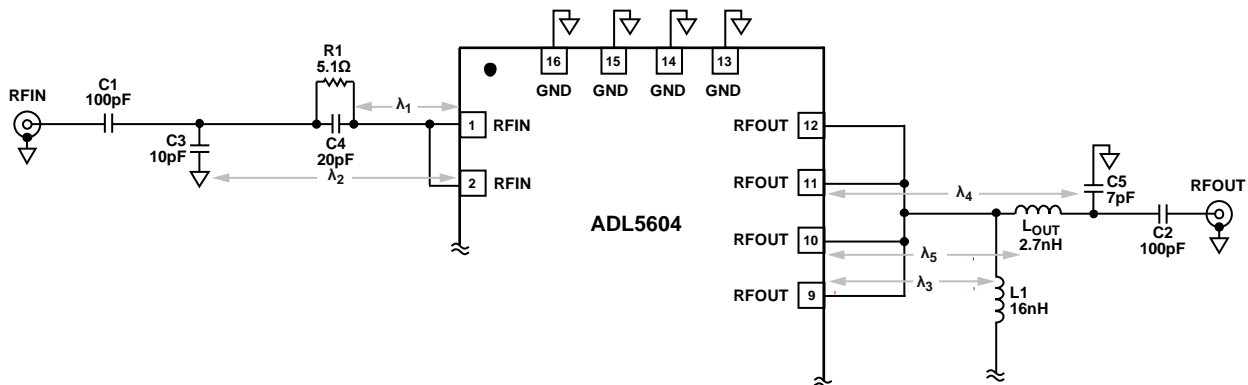 16
15
14
13
GND
GND
GND
GND
R1
5.1Ω
C1
100pF
RFIN
λ1
1
RFIN
C3
10pF
C4
20pF
λ2
2
RFIN
ADL5604
RFOUT
12
RFOUT
11
RFOUT
10
RFOUT
9
λ4
C5
7pF
RFOUT
LOUT
2.7nH
C2
100pF
λ5
λ3
L1
16nH